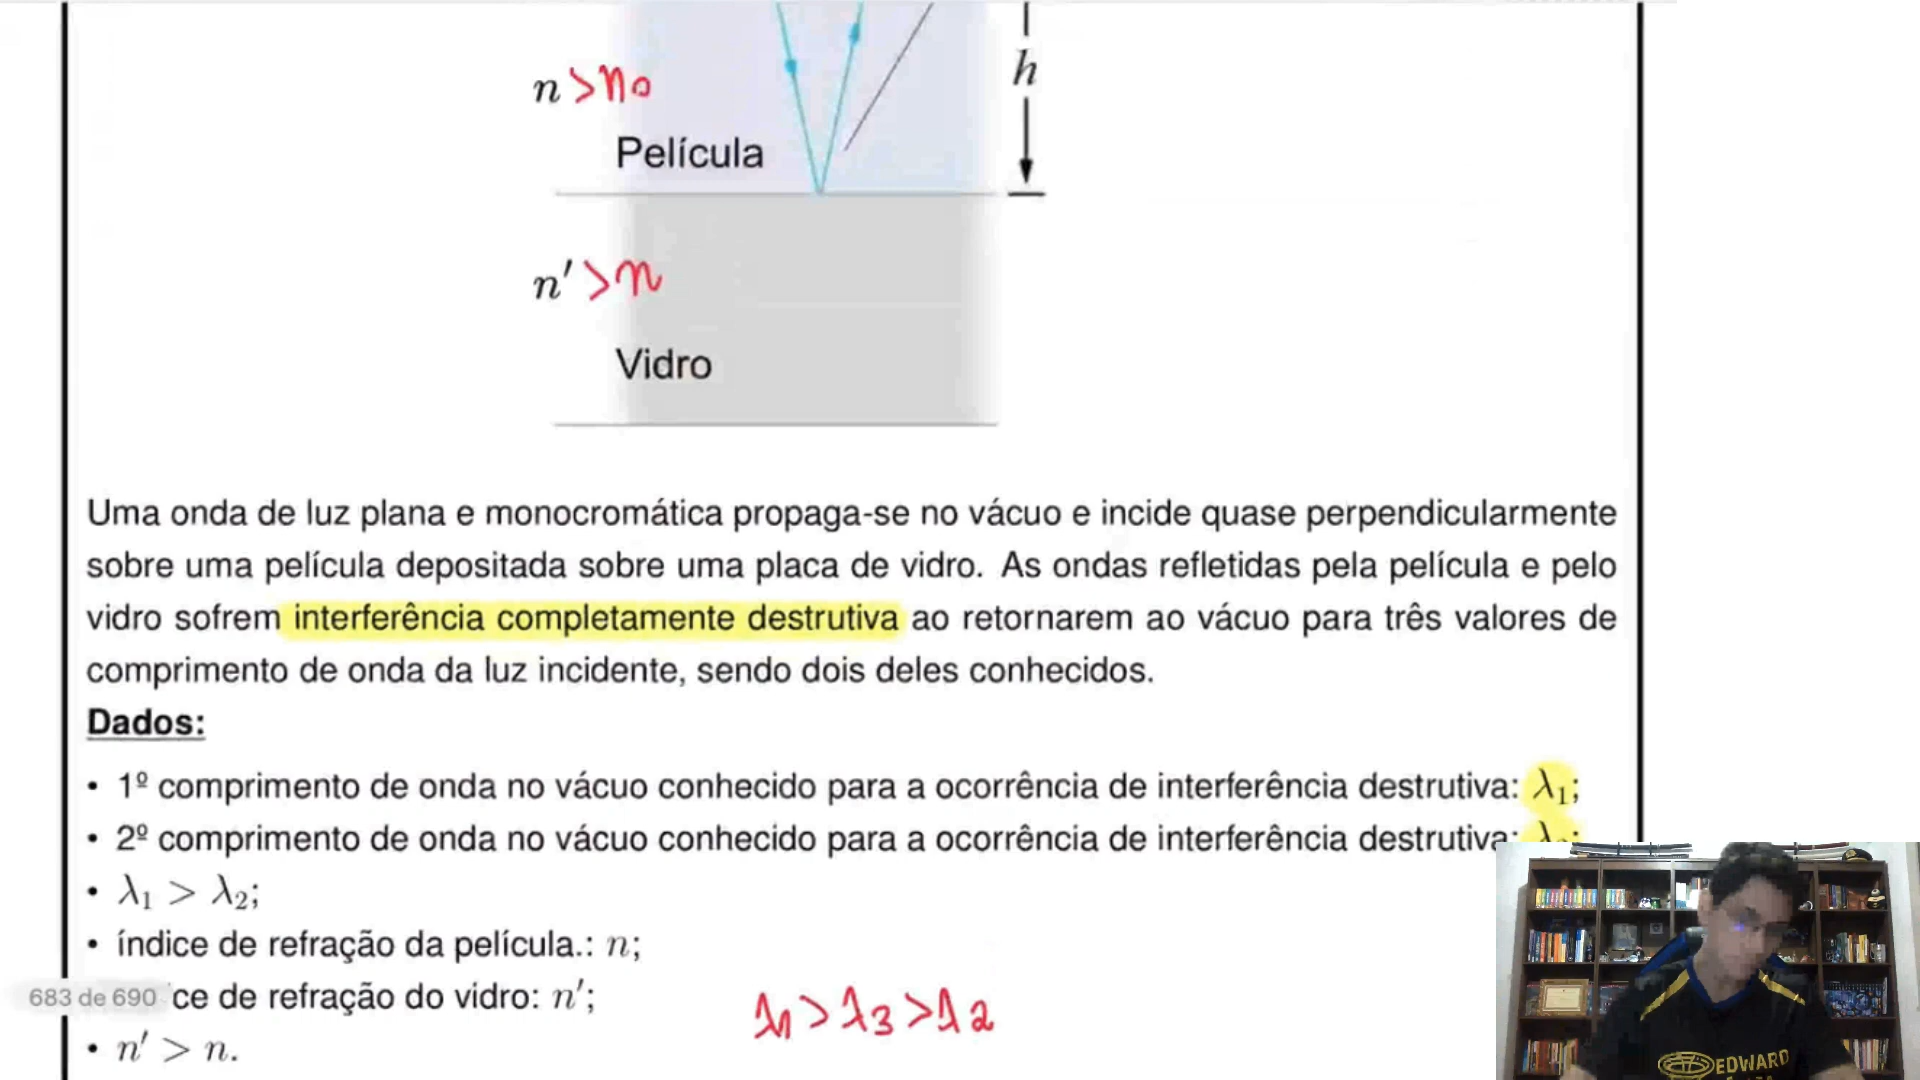 h
n >n₀
Película
n' >n
Vidro
Uma onda de luz plana e monocromática propaga-se no vácuo e incide quase perpendicularmente
sobre uma película depositada sobre uma placa de vidro. As ondas refletidas pela película e pelo
vidro sofrem interferência completamente destrutiva ao retornarem ao vácuo para três valores de
comprimento de onda da luz incidente, sendo dois deles conhecidos.
Dados:
• 1º comprimento de onda no vácuo conhecido para a ocorrência de interferência destrutiva: λ₁;
• 2º comprimento de onda no vácuo conhecido para a ocorrência de interferência destrutiva:
• λ₁ > λ₂;
• índice de refração da película.: n;
683 de 690 ce de refração do vidro: n';
λ₁ > λ₃ > λ₂
• n' > n.
EDWARD